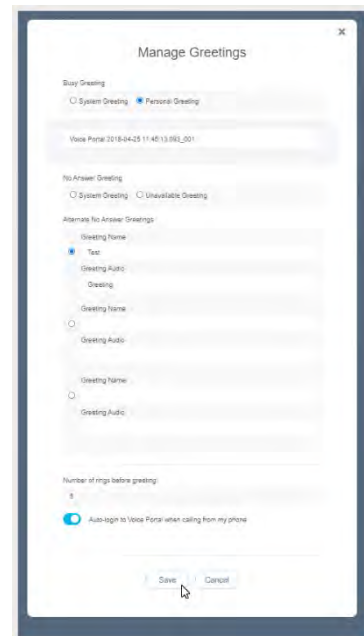 Manage Greetings
Busy Greeting
System Greeting Personal Greeting
Voice Portal 2018-04-25 11:45:13.093_001
No Answer Greeting
System Greeting Unavailable Greeting
Alternate No Answer Greetings
Greeting Name
Test
Greeting Audio
Greeting
Greeting Name
Greeting Audio
Greeting Name
Greeting Audio
Number of rings before greeting
Auto-login to Voice Portal when calling from my phone
Save Cancel